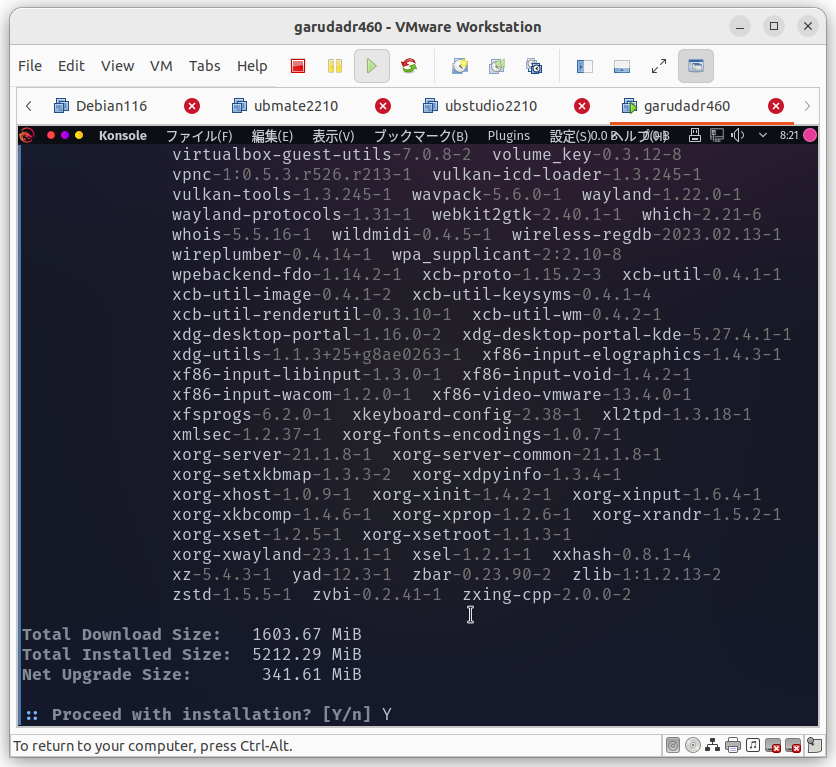 garudadr460 - VMware Workstation
File Edit View VM Tabs Help
Debian116 ubmate2210 ubstudio2210 garudadr460
Konsole ファイル(F) 編集(E) 表示(V) ブックマーク(B) Plugins 設定(S) 8:21
virtualbox-guest-utils-7.0.8-2 volume_key-0.3.12-8
vpnc-1:0.5.3.r526.r213-1 vulkan-icd-loader-1.3.245-1
vulkan-tools-1.3.245-1 wavpack-5.6.0-1 wayland-1.22.0-1
wayland-protocols-1.31-1 webkit2gtk-2.40.1-1 which-2.21-6
whois-5.5.16-1 wildmidi-0.4.5-1 wireless-regdb-2023.02.13-1
wireplumber-0.4.14-1 wpa_supplicant-2:2.10-8
wpebackend-fdo-1.14.2-1 xcb-proto-1.15.2-3 xcb-util-0.4.1-1
xcb-util-image-0.4.1-2 xcb-util-keysyms-0.4.1-4
xcb-util-renderutil-0.3.10-1 xcb-util-wm-0.4.2-1
xdg-desktop-portal-1.16.0-2 xdg-desktop-portal-kde-5.27.4.1-1
xdg-utils-1.1.3+25+g8ae0263-1 xf86-input-elographics-1.4.3-1
xf86-input-libinput-1.3.0-1 xf86-input-void-1.4.2-1
xf86-input-wacom-1.2.0-1 xf86-video-vmware-13.4.0-1
xfsprogs-6.2.0-1 xkeyboard-config-2.38-1 xl2tpd-1.3.18-1
xmlsec-1.2.37-1 xorg-fonts-encodings-1.0.7-1
xorg-server-21.1.8-1 xorg-server-common-21.1.8-1
xorg-setxkbmap-1.3.3-2 xorg-xdpyinfo-1.3.4-1
xorg-xhost-1.0.9-1 xorg-xinit-1.4.2-1 xorg-xinput-1.6.4-1
xorg-xkbcomp-1.4.6-1 xorg-xprop-1.2.6-1 xorg-xrandr-1.5.2-1
xorg-xset-1.2.5-1 xorg-xsetroot-1.1.3-1
xorg-xwayland-23.1.1-1 xsel-1.2.1-1 xxhash-0.8.1-4
xz-5.4.3-1 yad-12.3-1 zbar-0.23.90-2 zlib-1:1.2.13-2
zstd-1.5.5-1 zvbi-0.2.41-1 zxing-cpp-2.0.0-2
Total Download Size: 1603.67 MiB
Total Installed Size: 5212.29 MiB
Net Upgrade Size: 341.61 MiB
:: Proceed with installation? [Y/n] Y
To return to your computer, press Ctrl-Alt.